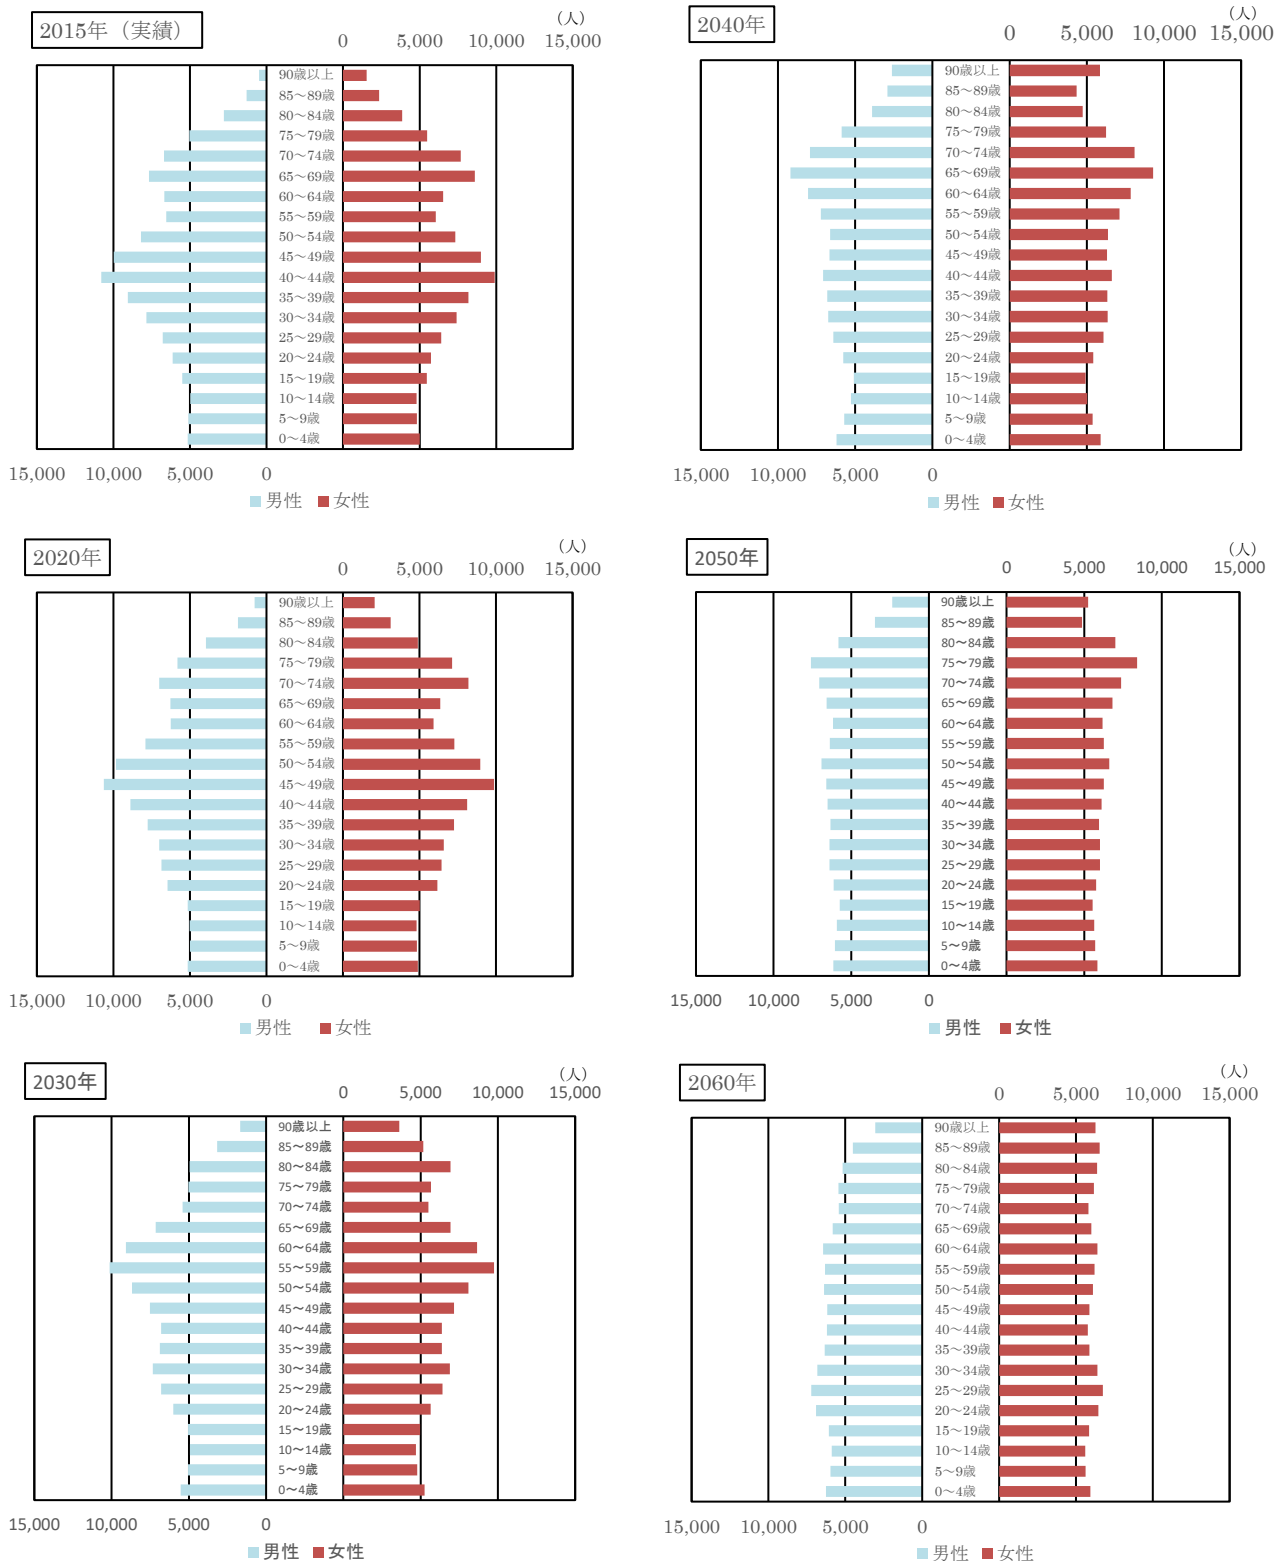 2015年（実績）
（人）
0 5,000 10,000 15,000
90歳以上
85～89歳
80～84歳
75～79歳
70～74歳
65～69歳
60～64歳
55～59歳
50～54歳
45～49歳
40～44歳
35～39歳
30～34歳
25～29歳
20～24歳
15～19歳
10～14歳
5～9歳
0～4歳
15,000 10,000 5,000 0
男性 女性
2040年
（人）
0 5,000 10,000 15,000
90歳以上
85～89歳
80～84歳
75～79歳
70～74歳
65～69歳
60～64歳
55～59歳
50～54歳
45～49歳
40～44歳
35～39歳
30～34歳
25～29歳
20～24歳
15～19歳
10～14歳
5～9歳
0～4歳
15,000 10,000 5,000 0
男性 女性
2020年
（人）
0 5,000 10,000 15,000
90歳以上
85～89歳
80～84歳
75～79歳
70～74歳
65～69歳
60～64歳
55～59歳
50～54歳
45～49歳
40～44歳
35～39歳
30～34歳
25～29歳
20～24歳
15～19歳
10～14歳
5～9歳
0～4歳
15,000 10,000 5,000 0
男性 女性
2050年
（人）
0 5,000 10,000 15,000
90歳以上
85～89歳
80～84歳
75～79歳
70～74歳
65～69歳
60～64歳
55～59歳
50～54歳
45～49歳
40～44歳
35～39歳
30～34歳
25～29歳
20～24歳
15～19歳
10～14歳
5～9歳
0～4歳
15,000 10,000 5,000 0
男性 女性
2030年
（人）
0 5,000 10,000 15,000
90歳以上
85～89歳
80～84歳
75～79歳
70～74歳
65～69歳
60～64歳
55～59歳
50～54歳
45～49歳
40～44歳
35～39歳
30～34歳
25～29歳
20～24歳
15～19歳
10～14歳
5～9歳
0～4歳
15,000 10,000 5,000 0
男性 女性
2060年
（人）
0 5,000 10,000 15,000
90歳以上
85～89歳
80～84歳
75～79歳
70～74歳
65～69歳
60～64歳
55～59歳
50～54歳
45～49歳
40～44歳
35～39歳
30～34歳
25～29歳
20～24歳
15～19歳
10～14歳
5～9歳
0～4歳
15,000 10,000 5,000 0
男性 女性